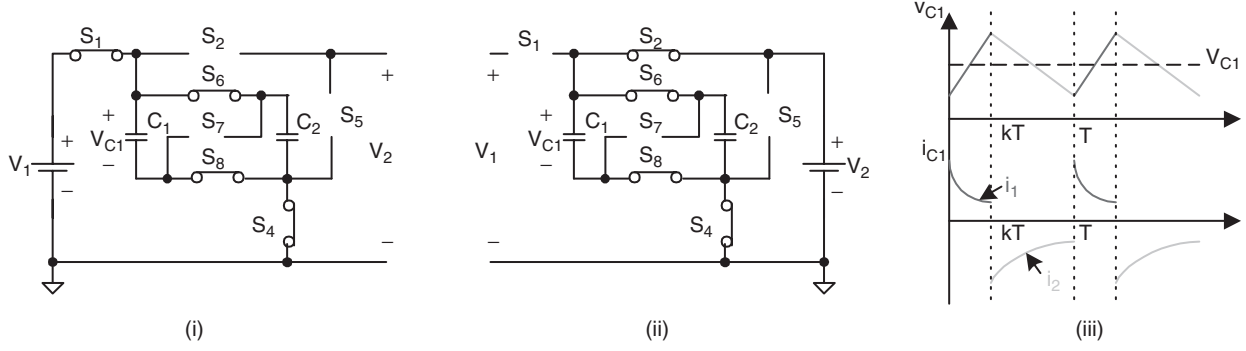 S1
S2
S6
+
C1
VC1
S7
C2
S5
+
V1
+
−
−
S8
V2
S4
−
(i)
S1
S2
+
S6
+
C1
VC1
S7
C2
S5
+
V1
−
S8
V2
−
S4
−
(ii)
vC1
VC1
kT
T
iC1
i1
kT
T
i2
(iii)